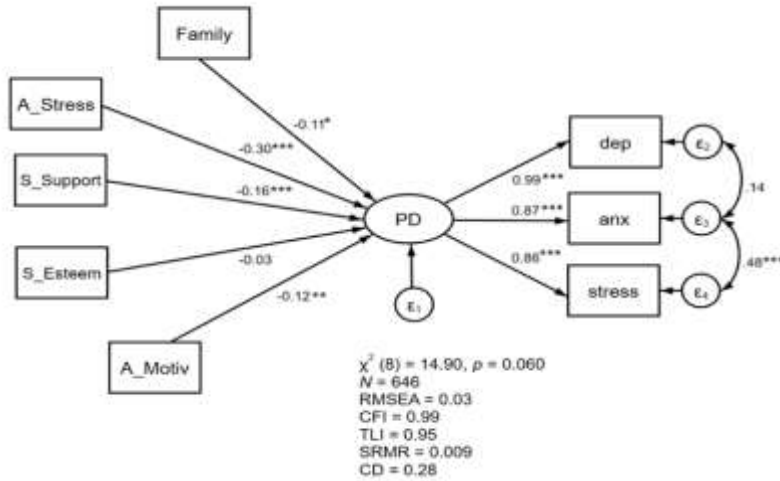 Family
A_Stress
-0.11*
-0.30***
dep
ε₂
S_Support
-0.16***
0.99***
.14
PD
0.87***
anx
ε₃
S_Esteem
-0.03
0.86***
.48***
-0.12**
ε₁
stress
ε₄
A_Motiv
χ² (8) = 14.90, p = 0.060
N = 646
RMSEA = 0.03
CFI = 0.99
TLI = 0.95
SRMR = 0.009
CD = 0.28